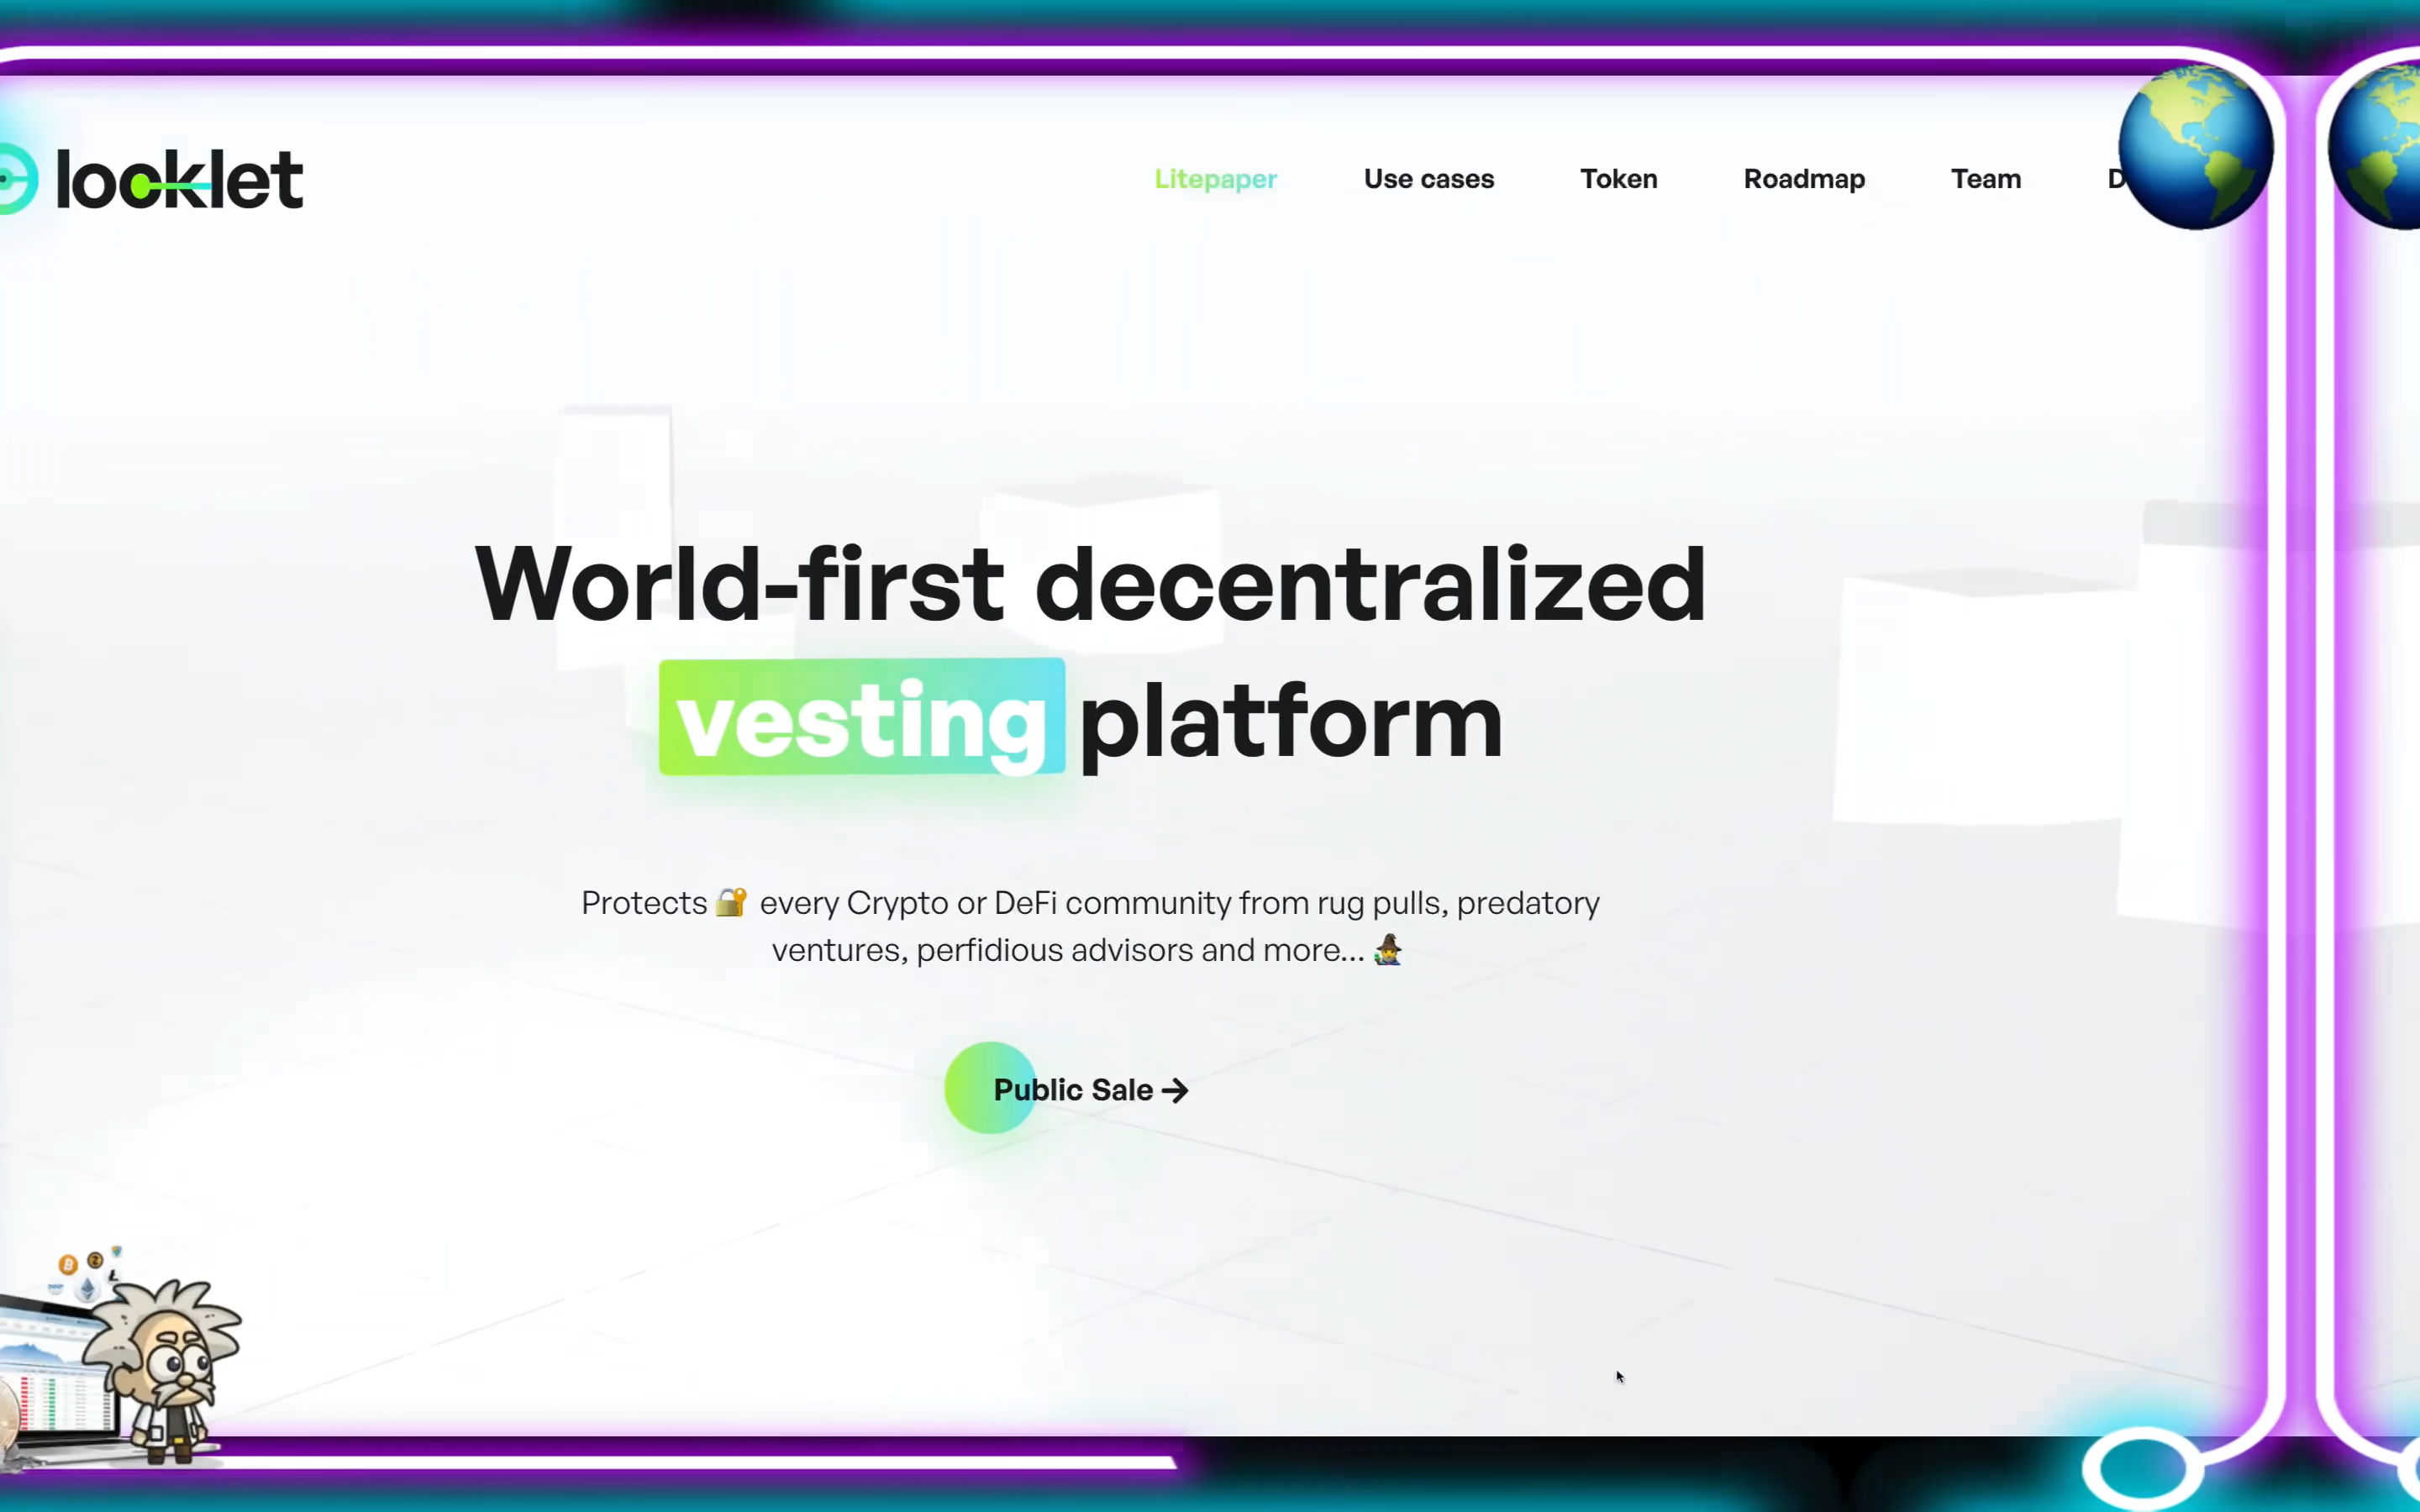 looklet
Litepaper Use cases Token Roadmap Team
World-first decentralized
vesting platform
Protects 🔐 every Crypto or DeFi community from rug pulls, predatory
ventures, perfidious advisors and more... 🧙‍♂️
Public Sale →